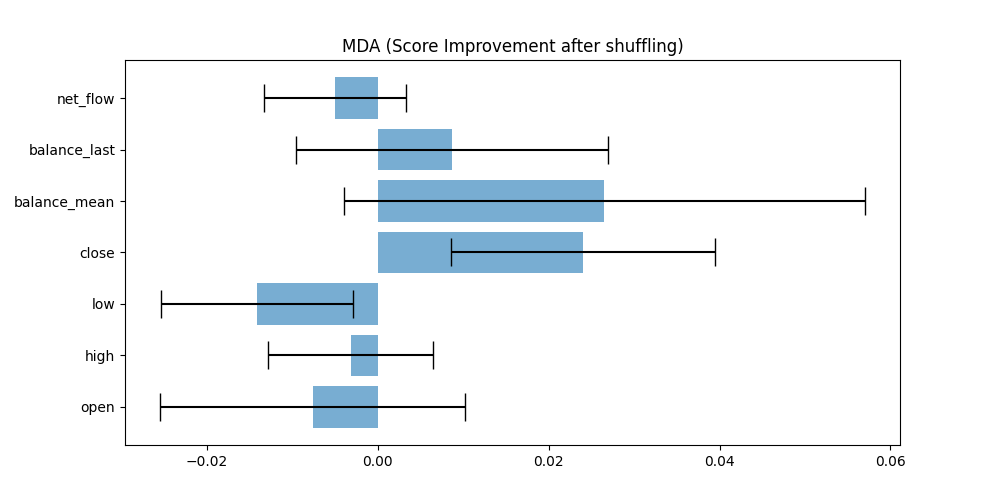 MDA (Score Improvement after shuffling)
net_flow
balance_last
balance_mean
close
low
high
open
−0.02 0.00 0.02 0.04 0.06